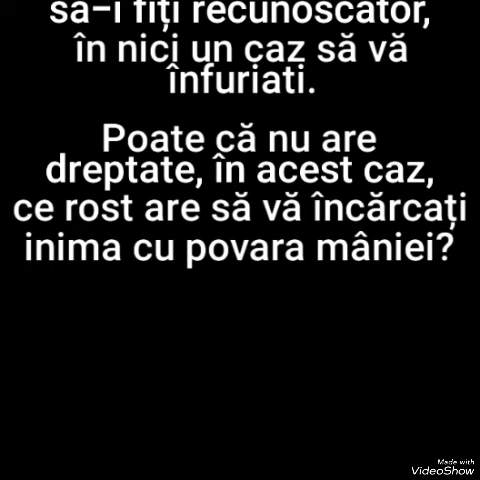 să-i fiți recunoscător,
în nici un caz să vă
înfuriati.
Poate că nu are
dreptate, în acest caz,
ce rost are să vă încărcați
inima cu povara mâniei?
Made with
VideoShow